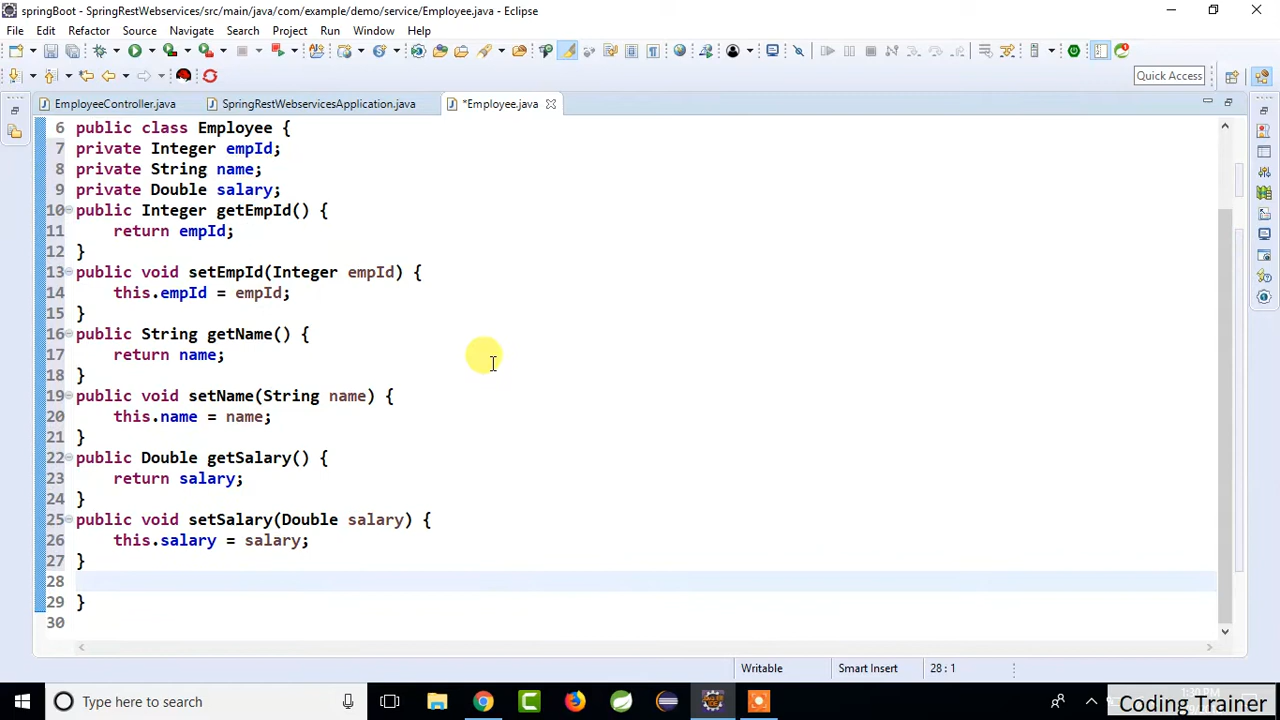 springBoot - SpringRestWebservices/src/main/java/com/example/demo/service/Employee.java - Eclipse
File Edit Refactor Source Navigate Search Project Run Window Help
Quick Access
EmployeeController.java SpringRestWebservicesApplication.java *Employee.java
6 public class Employee {
7 private Integer empId;
8 private String name;
9 private Double salary;
10 public Integer getEmpId() {
11 return empId;
12 }
13 public void setEmpId(Integer empId) {
14 this.empId = empId;
15 }
16 public String getName() {
17 return name;
18 }
19 public void setName(String name) {
20 this.name = name;
21 }
22 public Double getSalary() {
23 return salary;
24 }
25 public void setSalary(Double salary) {
26 this.salary = salary;
27 }
28
29 }
30
Writable Smart Insert 28 : 1
Type here to search
Coding Trainer